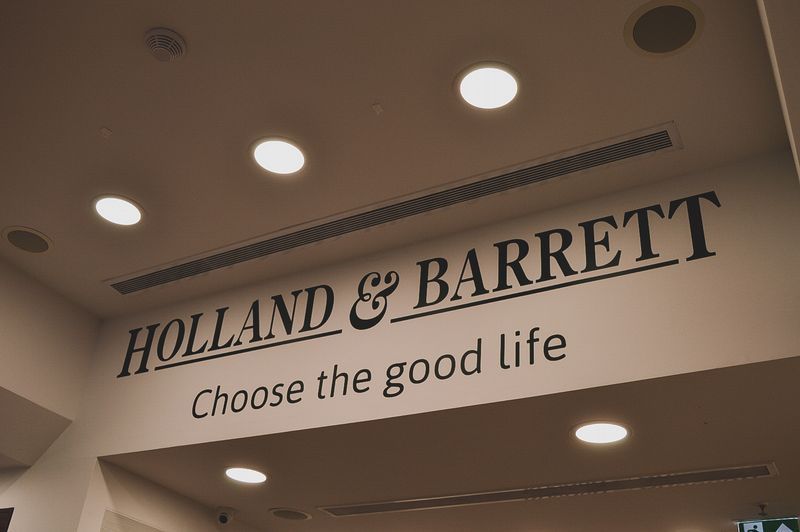 HOLLAND & BARRETT
Choose the good life